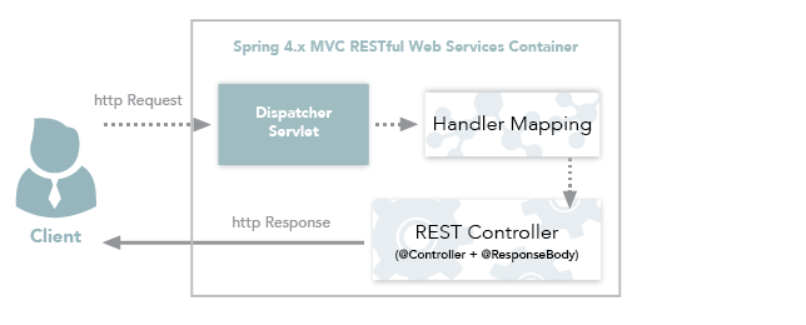 Spring 4.x MVC RESTful Web Services Container
http Request
Dispatcher
Servlet
Handler Mapping
http Response
REST Controller
(@Controller + @ResponseBody)
Client